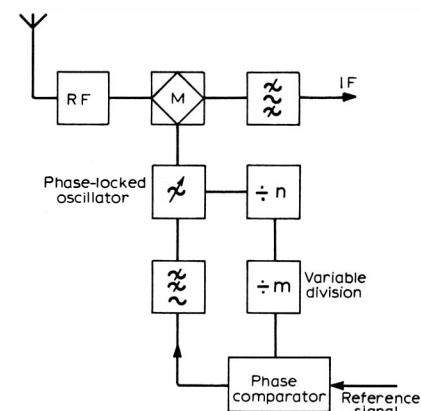 IF
RF
M
Phase-locked
oscillator
÷n
÷m
Variable
division
Phase
comparator
Reference
signal